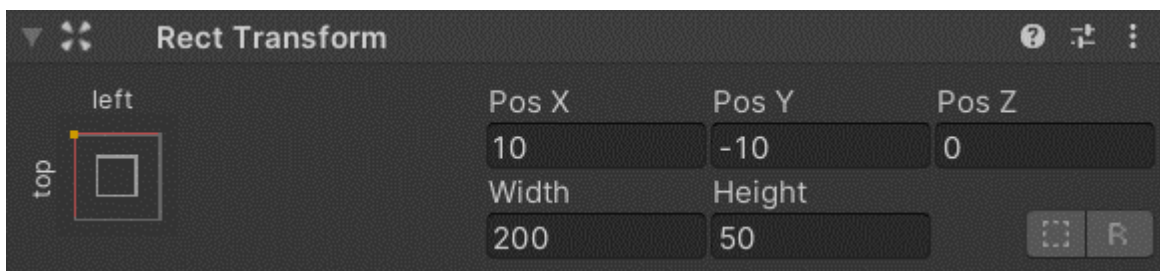 Rect Transform
left
Pos X Pos Y Pos Z
top
10 -10 0
Width Height
200 50
R